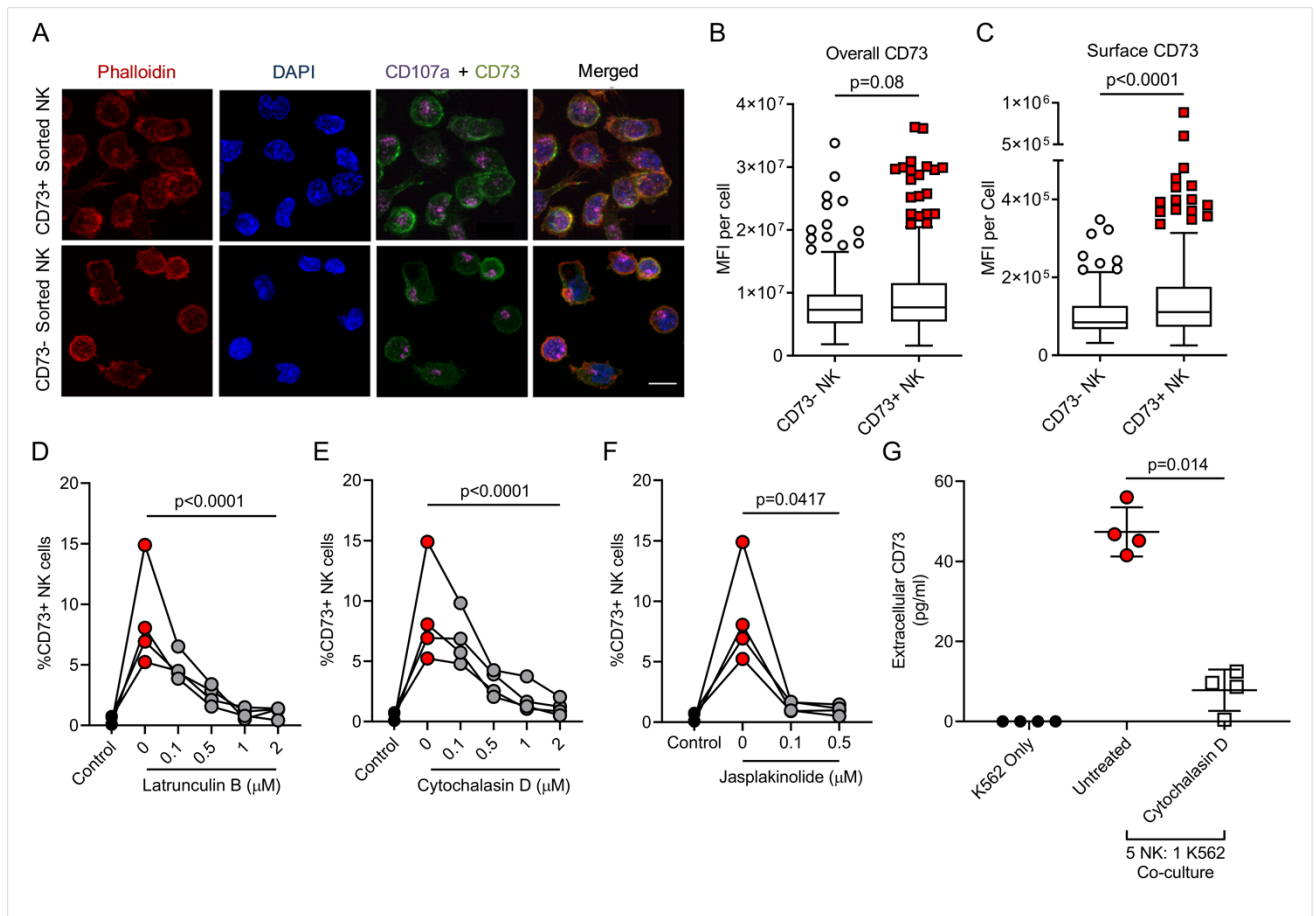 A
Phalloidin
DAPI
CD107a + CD73
Merged
CD73+ Sorted NK
CD73- Sorted NK
B
Overall CD73
p=0.08
MFI per cell
4×10⁷
3×10⁷
2×10⁷
1×10⁷
0
CD73- NK
CD73+ NK
C
Surface CD73
p<0.0001
MFI per cell
1×10⁶
5×10⁵
4×10⁵
2×10⁵
0
CD73- NK
CD73+ NK
D
p<0.0001
%CD73+ NK cells
20
15
10
5
0
Control
0
0.1
0.5
1
2
Latrunculin B (μM)
E
p<0.0001
%CD73+ NK cells
20
15
10
5
0
Control
0
0.1
0.5
1
2
Cytochalasin D (μM)
F
p=0.0417
%CD73+ NK cells
20
15
10
5
0
Control
0
0.1
0.5
Jasplakinolide (μM)
G
p=0.014
Extracellular CD73
(pg/ml)
60
40
20
0
K562 Only
Untreated
Cytochalasin D
5 NK: 1 K562
Co-culture